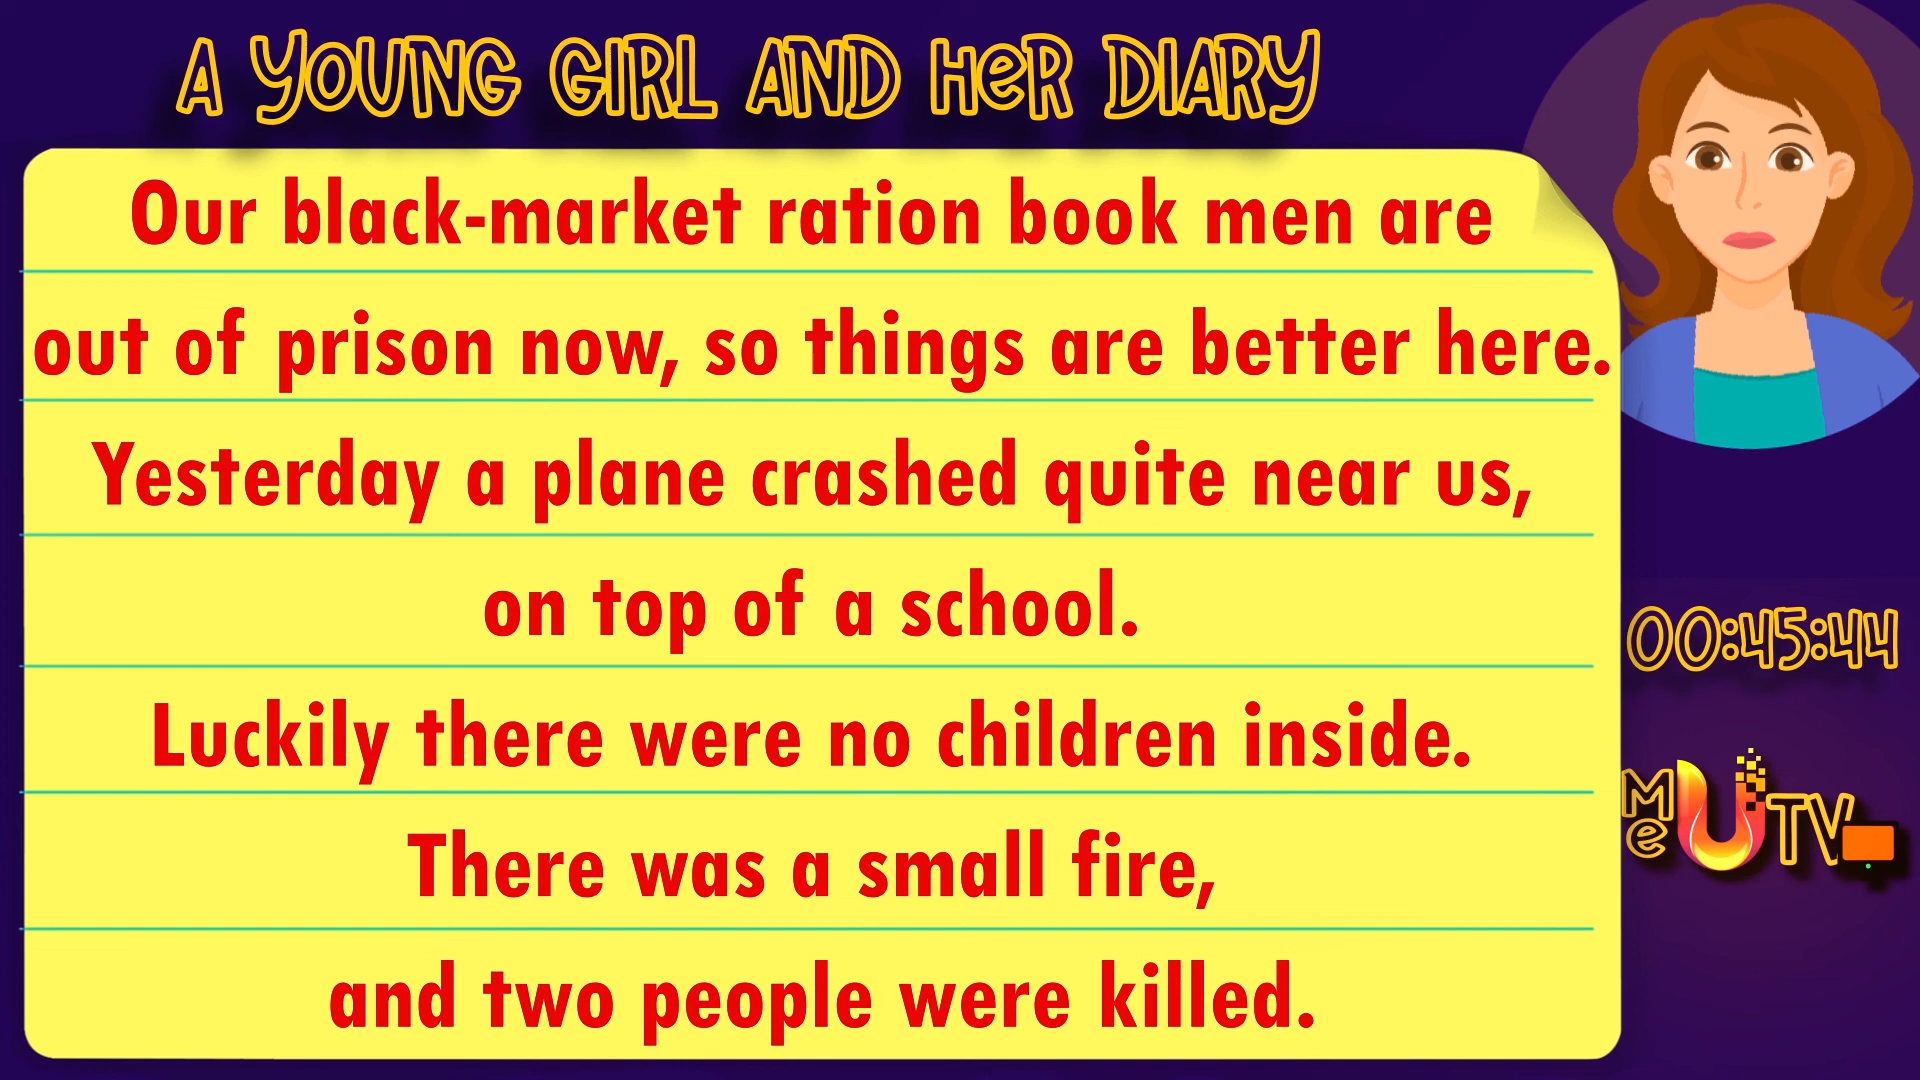 A YOUNG GIRL AND HeR DIARY
Our black-market ration book men are
out of prison now, so things are better here.
Yesterday a plane crashed quite near us,
on top of a school.
Luckily there were no children inside.
There was a small fire,
and two people were killed.
00:45:44
Me U TV